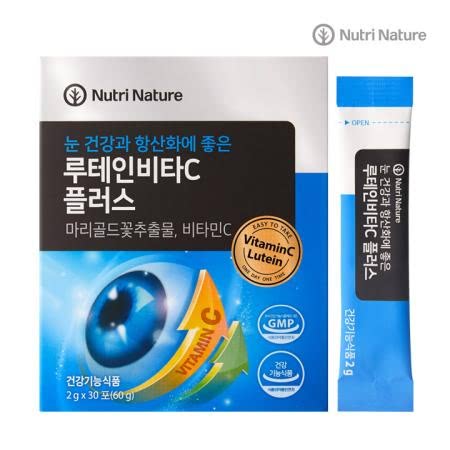 Nutri Nature
Nutri Nature
눈 건강과 항산화에 좋은
루테인비타C
플러스
마리골드꽃추출물, 비타민C
EASY TO TAKE
VitaminC
Lutein
ONE DAY ONE TIME
VITAMIN C
GMP
건강
기능식품
건강기능식품
2 g x 30 포(60 g)
OPEN
Nutri Nature
눈 건강과 항산화에 좋은
루테인비타C 플러스
건강기능식품 2 g